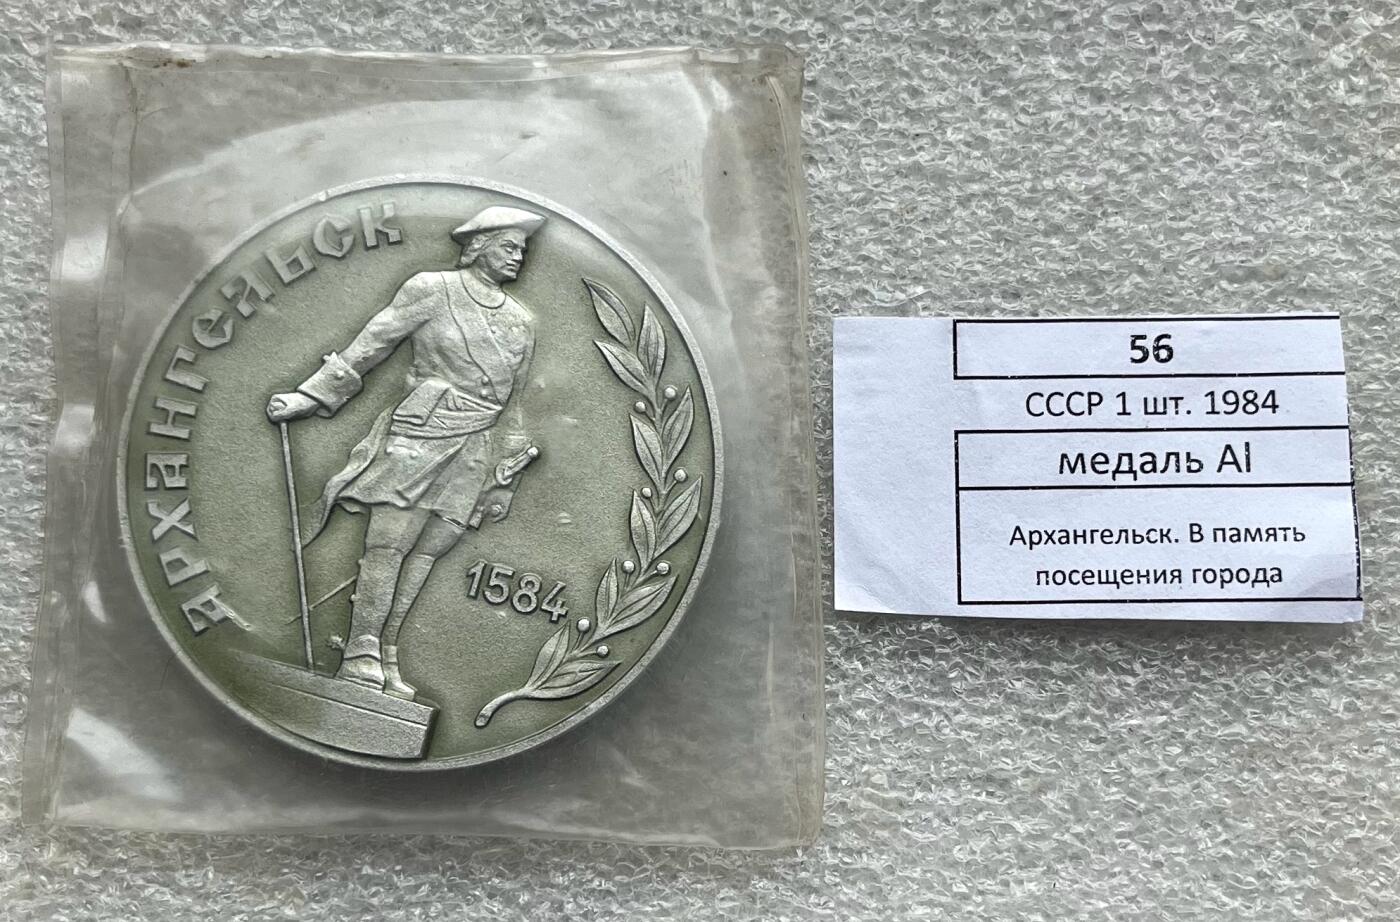 Архангельск
1584
56
СССР 1 шт. 1984
медаль Al
Архангельск. В память
посещения города